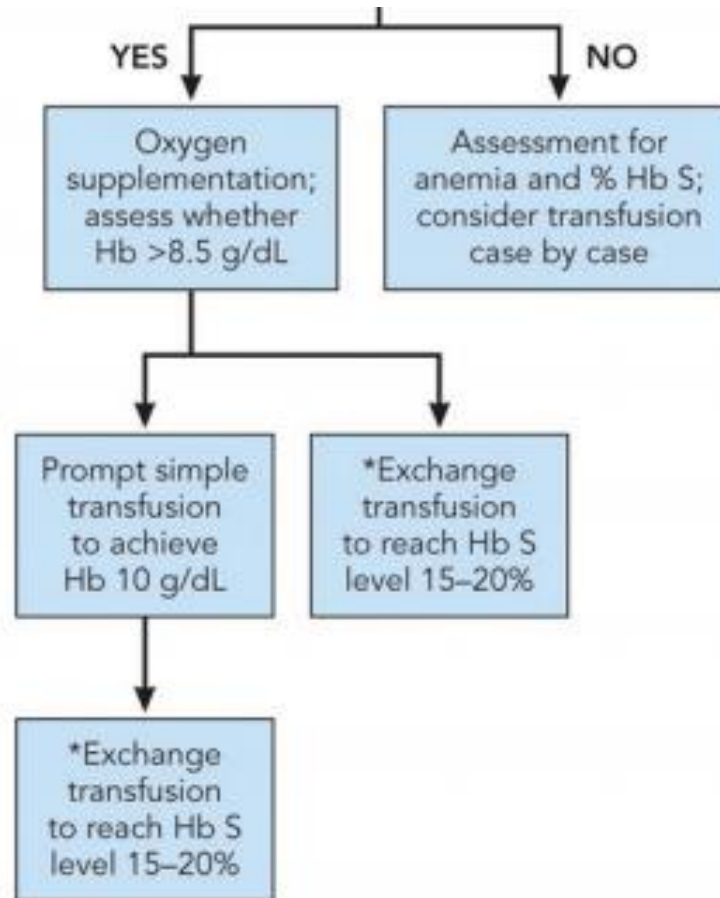 YES
NO
Oxygen
supplementation;
assess whether
Hb >8.5 g/dL
Assessment for
anemia and % Hb S;
consider transfusion
case by case
Prompt simple
transfusion
to achieve
Hb 10 g/dL
*Exchange
transfusion
to reach Hb S
level 15–20%
*Exchange
transfusion
to reach Hb S
level 15–20%